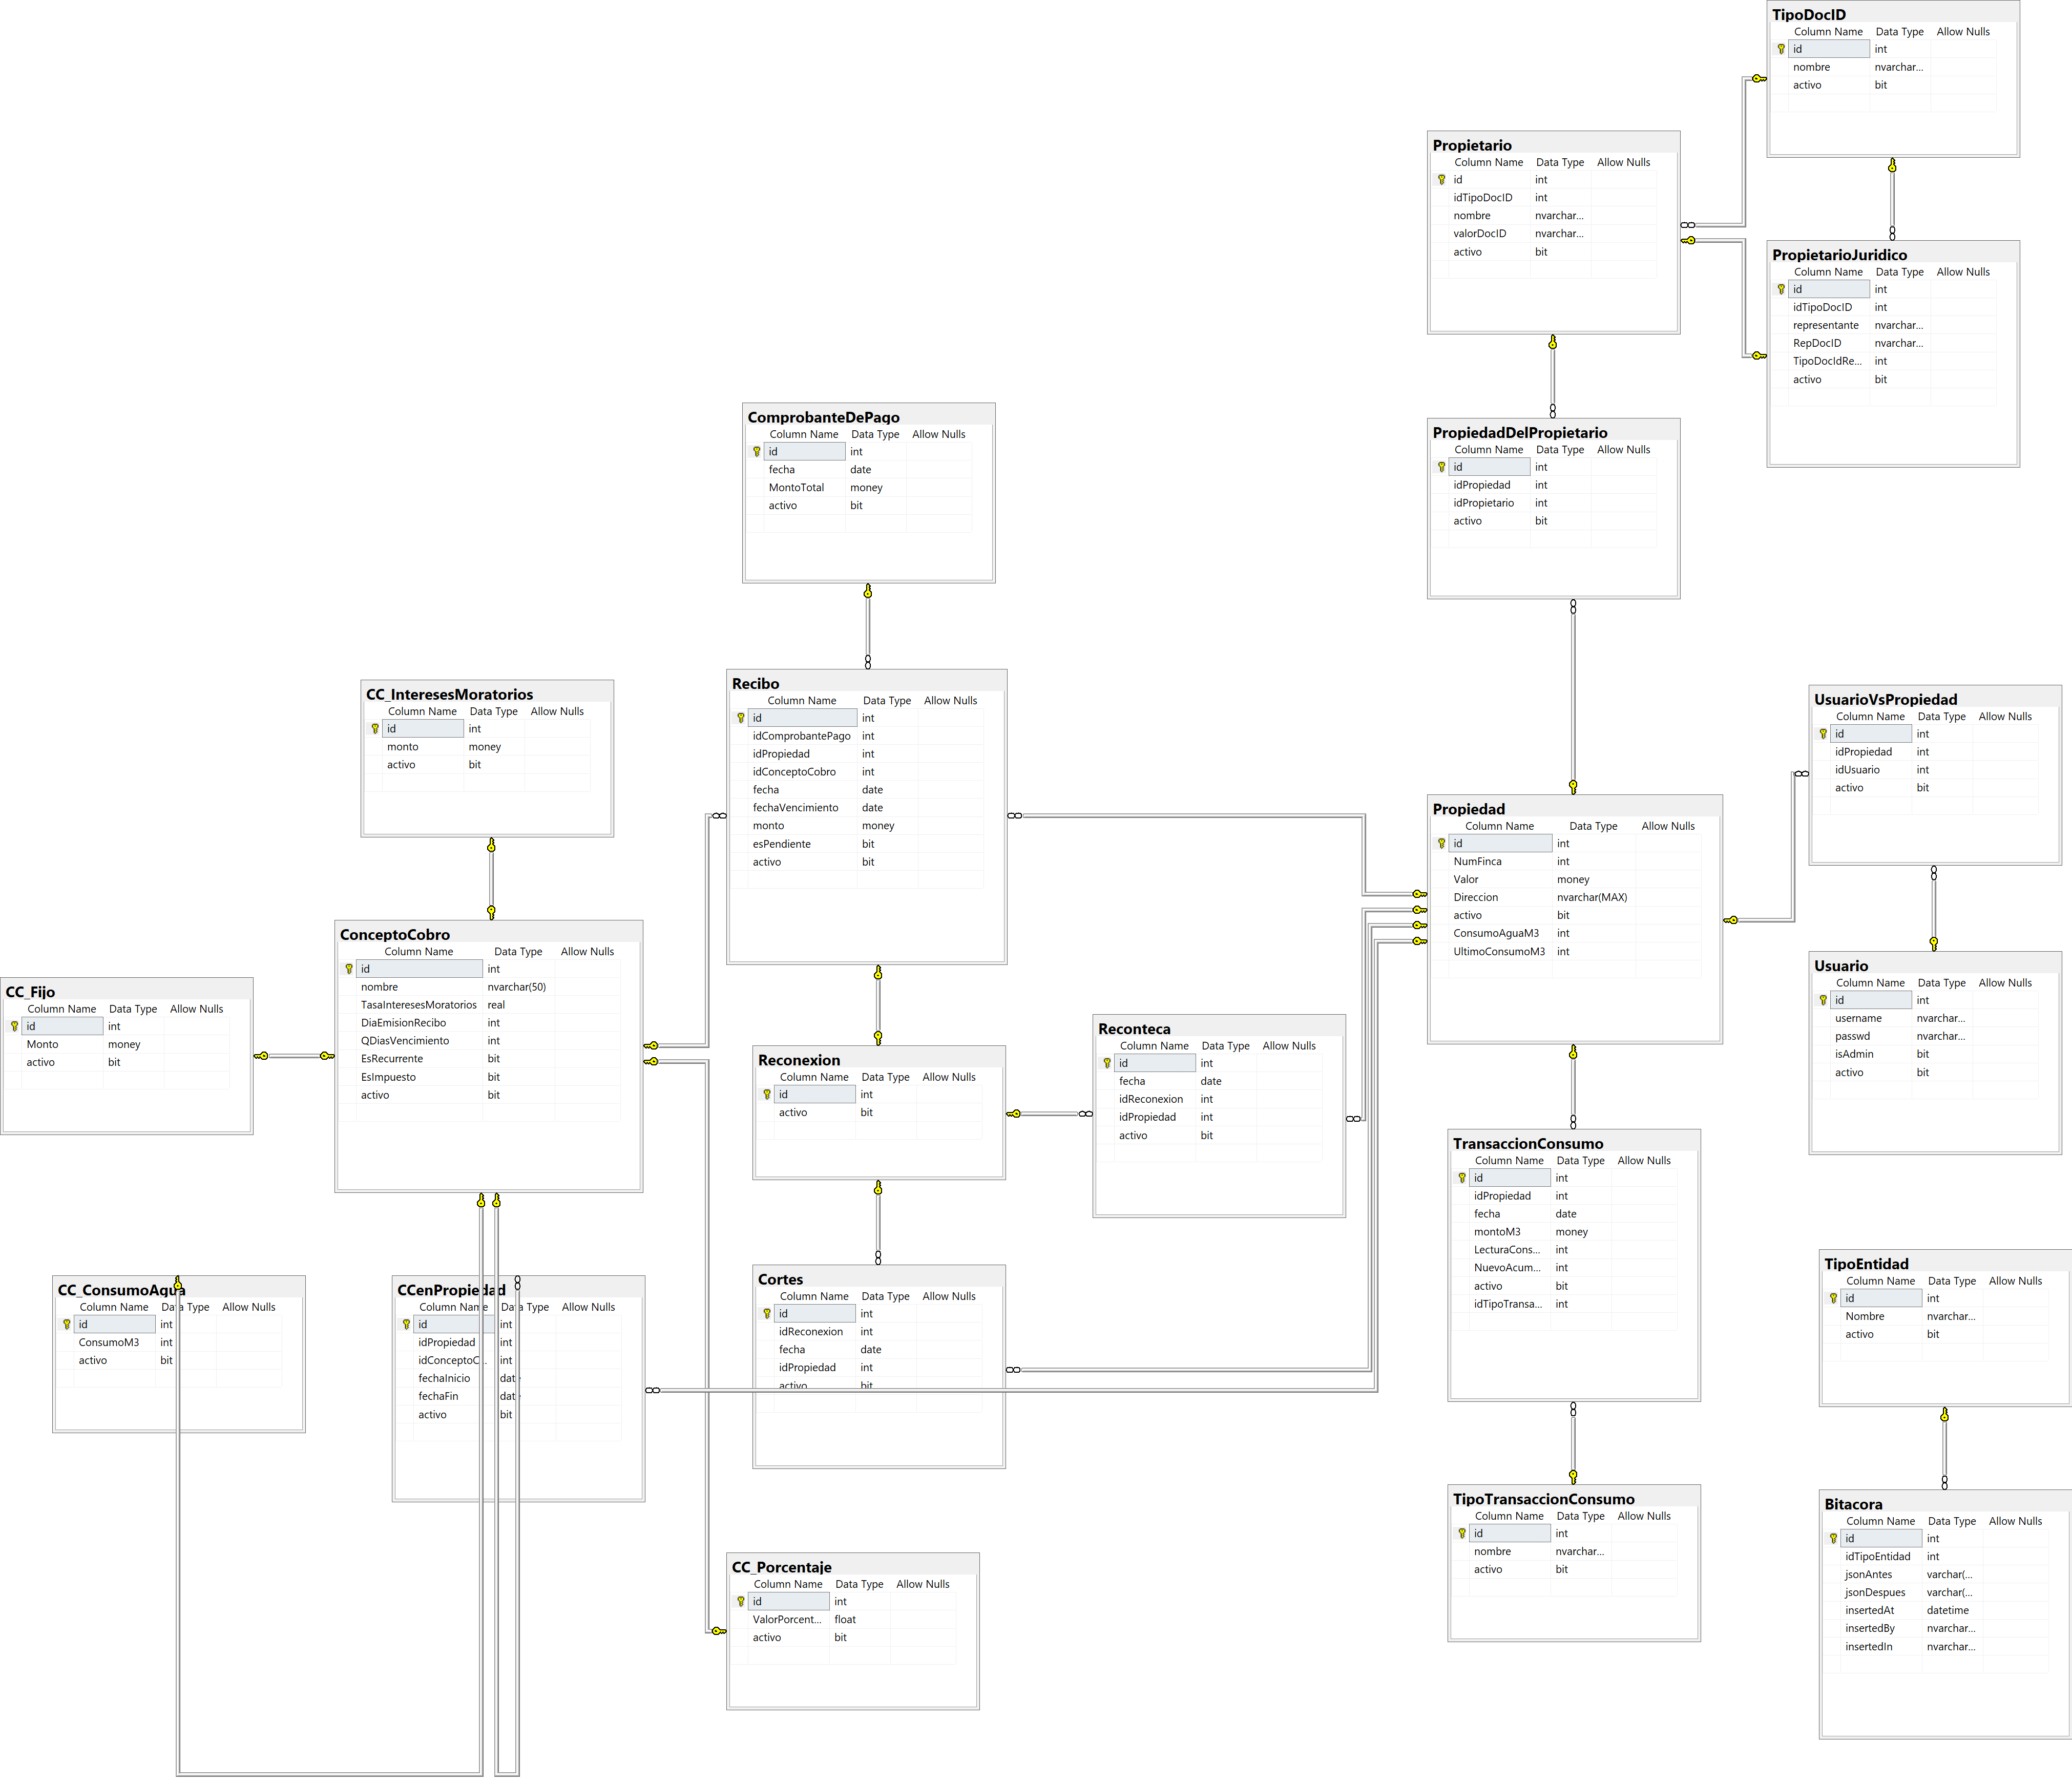 TipoDocID
Column Name Data Type Allow Nulls
id int
nombre nvarchar...
activo bit
Propietario
Column Name Data Type Allow Nulls
id int
idTipoDocID int
nombre nvarchar...
valorDocID nvarchar...
activo bit
PropietarioJuridico
Column Name Data Type Allow Nulls
id int
idTipoDocID int
representante nvarchar...
RepDocID nvarchar...
TipoDocIdRe... int
activo bit
ComprobanteDePago
Column Name Data Type Allow Nulls
id int
fecha date
MontoTotal money
activo bit
PropiedadDelPropietario
Column Name Data Type Allow Nulls
id int
idPropiedad int
idPropietario int
activo bit
CC_InteresesMoratorios
Column Name Data Type Allow Nulls
id int
monto money
activo bit
Recibo
Column Name Data Type Allow Nulls
id int
idComprobantePago int
idPropiedad int
idConceptoCobro int
fecha date
fechaVencimiento date
monto money
esPendiente bit
activo bit
UsuarioVsPropiedad
Column Name Data Type Allow Nulls
id int
idPropiedad int
idUsuario int
activo bit
Propiedad
Column Name Data Type Allow Nulls
id int
NumFinca int
Valor money
Direccion nvarchar(MAX)
activo bit
ConsumoAguaM3 int
UltimoConsumoM3 int
ConceptoCobro
Column Name Data Type Allow Nulls
id int
nombre nvarchar(50)
TasaInteresesMoratorios real
DiaEmisionRecibo int
QDiasVencimiento int
EsRecurrente bit
EsImpuesto bit
activo bit
CC_Fijo
Column Name Data Type Allow Nulls
id int
Monto money
activo bit
Usuario
Column Name Data Type Allow Nulls
id int
username nvarchar...
passwd nvarchar...
isAdmin bit
activo bit
Reconexion
Column Name Data Type Allow Nulls
id int
activo bit
Reconteca
Column Name Data Type Allow Nulls
id int
fecha date
idReconexion int
idPropiedad int
activo bit
TransaccionConsumo
Column Name Data Type Allow Nulls
id int
idPropiedad int
fecha date
montoM3 money
LecturaCons... int
NuevoAcum... int
activo bit
idTipoTransa... int
CC_ConsumoAgua
Column Name Data Type Allow Nulls
id int
ConsumoM3 int
activo bit
CCenPropiedad
Column Name Data Type Allow Nulls
id int
idPropiedad int
idConceptoC... int
fechaInicio date
fechaFin date
activo bit
Cortes
Column Name Data Type Allow Nulls
id int
idReconexion int
fecha date
idPropiedad int
activo bit
TipoEntidad
Column Name Data Type Allow Nulls
id int
Nombre nvarchar...
activo bit
TipoTransaccionConsumo
Column Name Data Type Allow Nulls
id int
nombre nvarchar...
activo bit
Bitacora
Column Name Data Type Allow Nulls
id int
idTipoEntidad int
jsonAntes varchar(...
jsonDespues varchar(...
insertedAt datetime
insertedBy nvarchar...
insertedIn nvarchar...
CC_Porcentaje
Column Name Data Type Allow Nulls
id int
ValorPorcent... float
activo bit